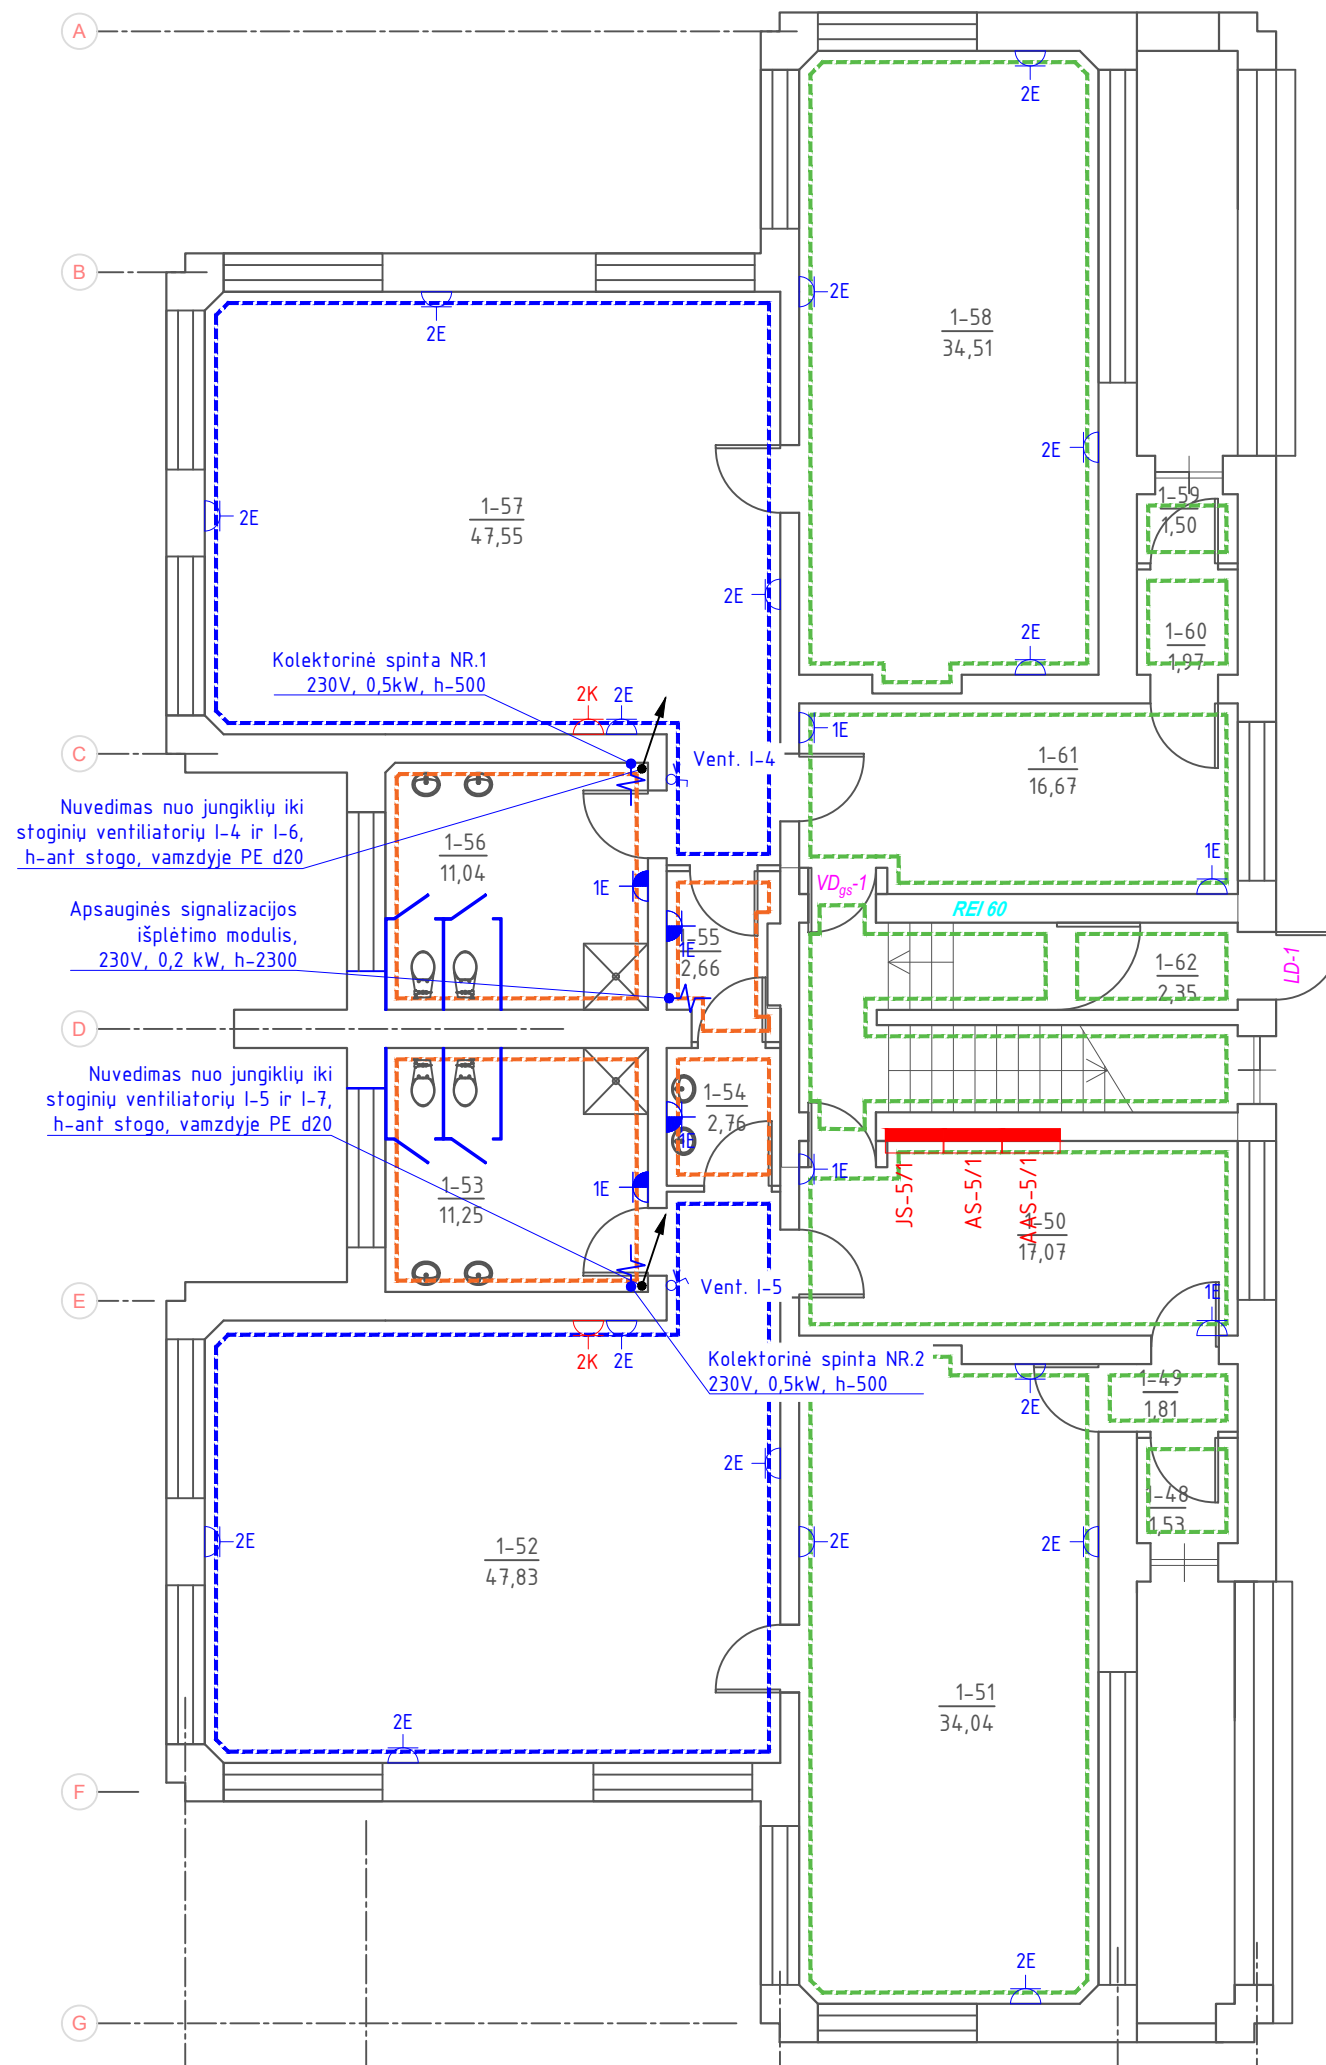 A
2E
B
2E
2E
1-58
34,51
2E
1-57
47,55
2E
1-59
1,50
2E
2E
1-60
1,97
Kolektorinė spinta NR.1
230V, 0,5kW, h-500
2K
2E
1E
C
Vent. I-4
1-61
16,67
Nuvedimas nuo jungiklių iki
stoginių ventiliatorių I-4 ir I-6,
h-ant stogo, vamzdyje PE d20
1-56
11,04
1E
1E
VDgs-1
REI 60
Apsauginės signalizacijos
išplėtimo modulis,
230V, 0,2 kW, h-2300
1E
1-55
2,66
1-62
2,35
LD-1
D
Nuvedimas nuo jungiklių iki
stoginių ventiliatorių I-5 ir I-7,
h-ant stogo, vamzdyje PE d20
1-54
2,76
1E
1E
1-53
11,25
1E
JS-5/1
AS-5/1
AAS-5/1
1-50
17,07
E
Vent. I-5
1E
2K
2E
Kolektorinė spinta NR.2
230V, 0,5kW, h-500
1-49
1,81
2E
2E
1-48
1,53
2E
1-52
47,83
2E
2E
1-51
34,04
2E
F
2E
G